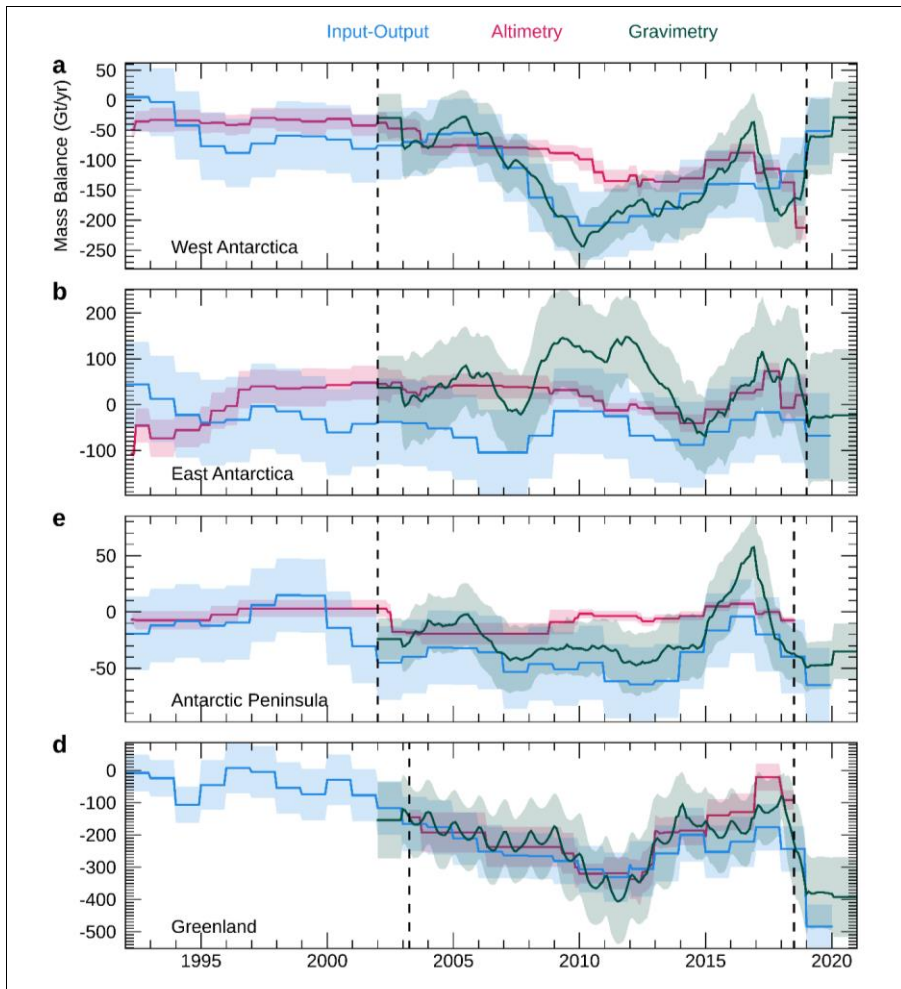 Input-Output Altimetry Gravimetry
a
Mass Balance (Gt/yr)
50
0
-50
-100
-150
-200
-250
West Antarctica
b
200
100
0
-100
East Antarctica
e
50
0
-50
Antarctic Peninsula
d
0
-100
-200
-300
-400
-500
Greenland
1995 2000 2005 2010 2015 2020